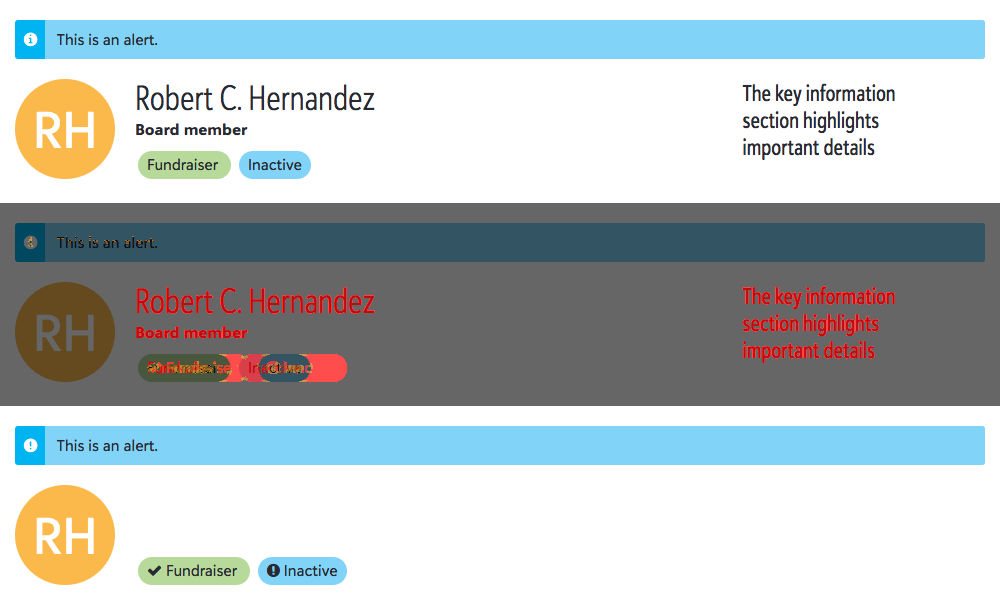 This is an alert.
RH
Robert C. Hernandez
Board member
Fundraiser Inactive
The key information
section highlights
important details
This is an alert.
RH
Robert C. Hernandez
Board member
The key information
section highlights
important details
This is an alert.
RH
Fundraiser Inactive